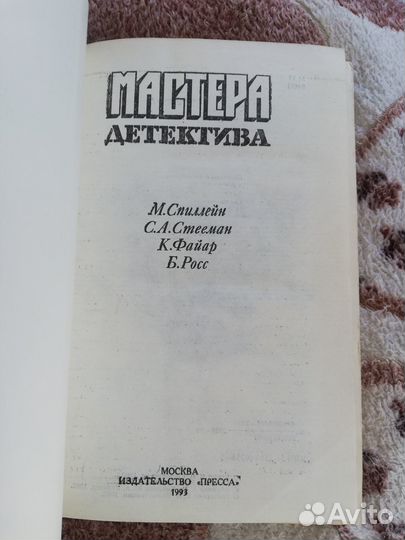 МАСТЕРА
ДЕТЕКТИВА
М. Спиллейн
С.А. Стееман
К. Файар
Б. Росс
МОСКВА
ИЗДАТЕЛЬСТВО «ПРЕССА»
1993
Avito